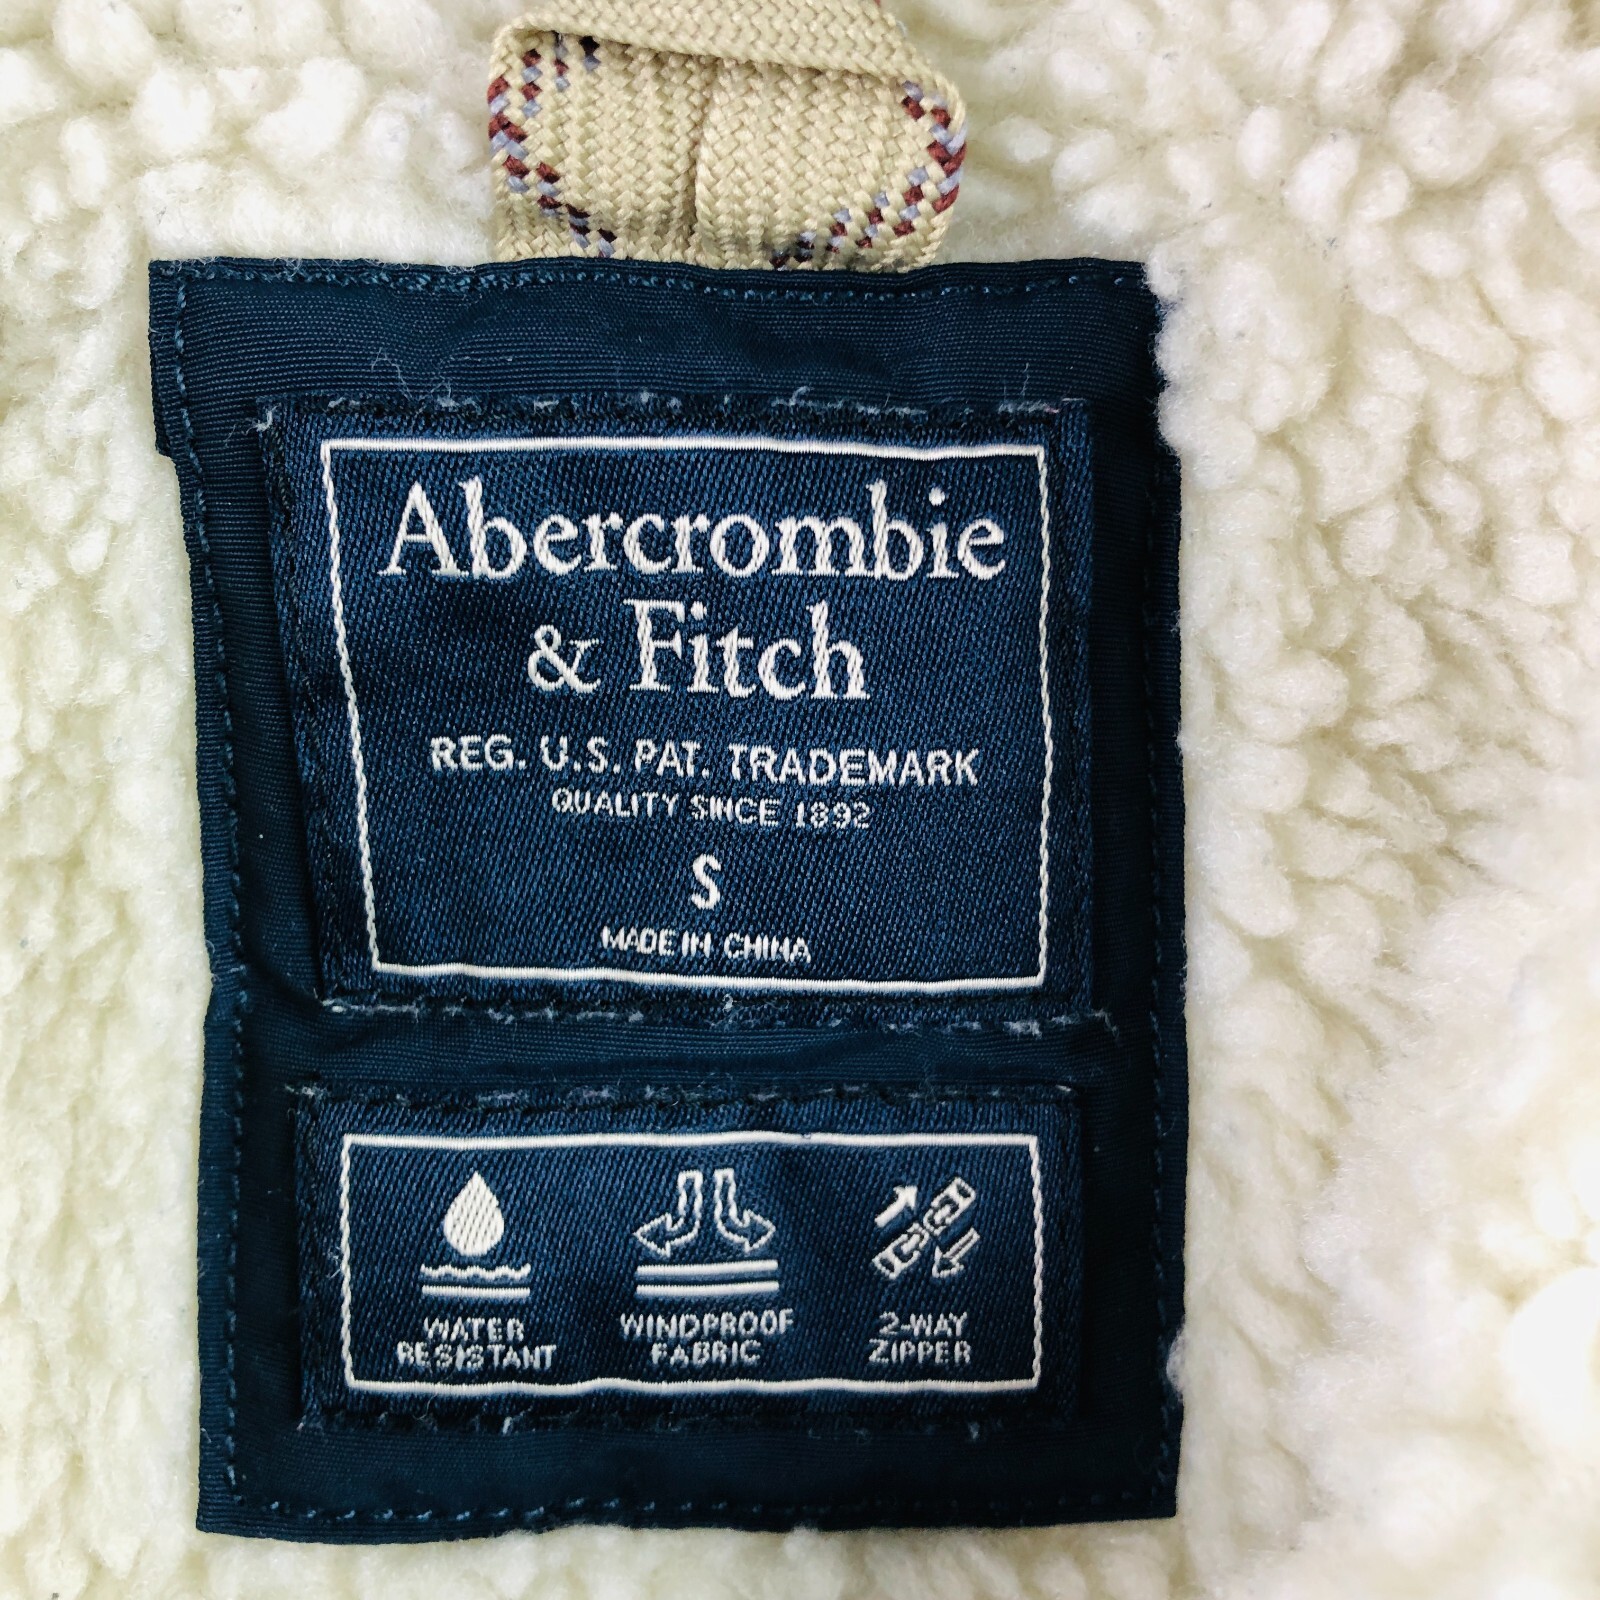 Abercrombie
& Fitch
REG. U.S. PAT. TRADEMARK
QUALITY SINCE 1892
S
MADE IN CHINA
WATER
RESISTANT
WINDPROOF
FABRIC
2-WAY
ZIPPER